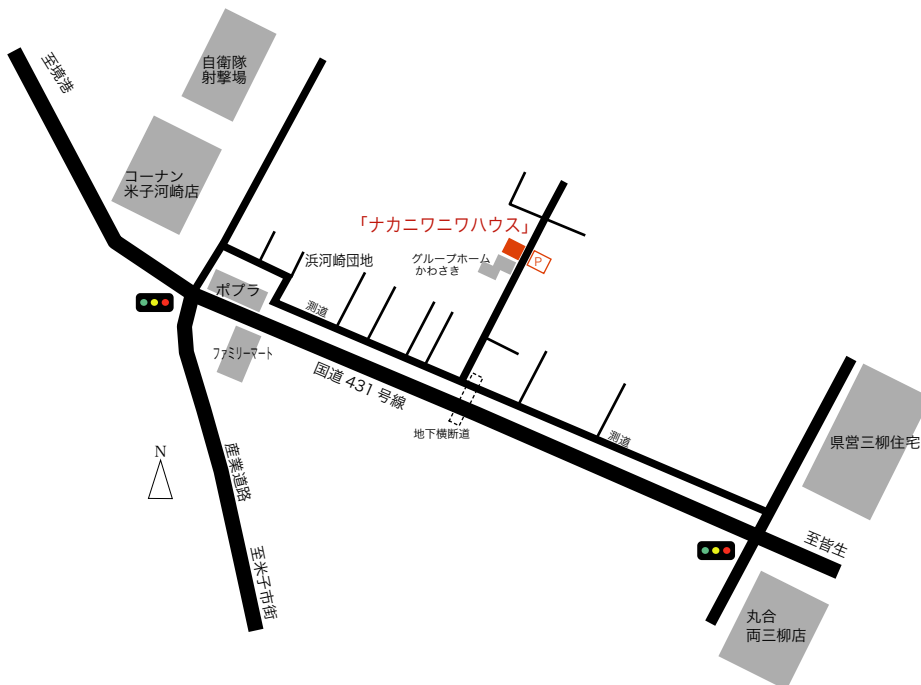 至境港
自衛隊
射撃場
コーナン
米子河崎店
「ナカニワニワハウス」
グループホーム
かわさき
P
浜河崎団地
ポプラ
測道
ファミリーマート
国道 431 号線
地下横断道
測道
県営三柳住宅
N
産業道路
至皆生
至米子市街
丸合
両三柳店